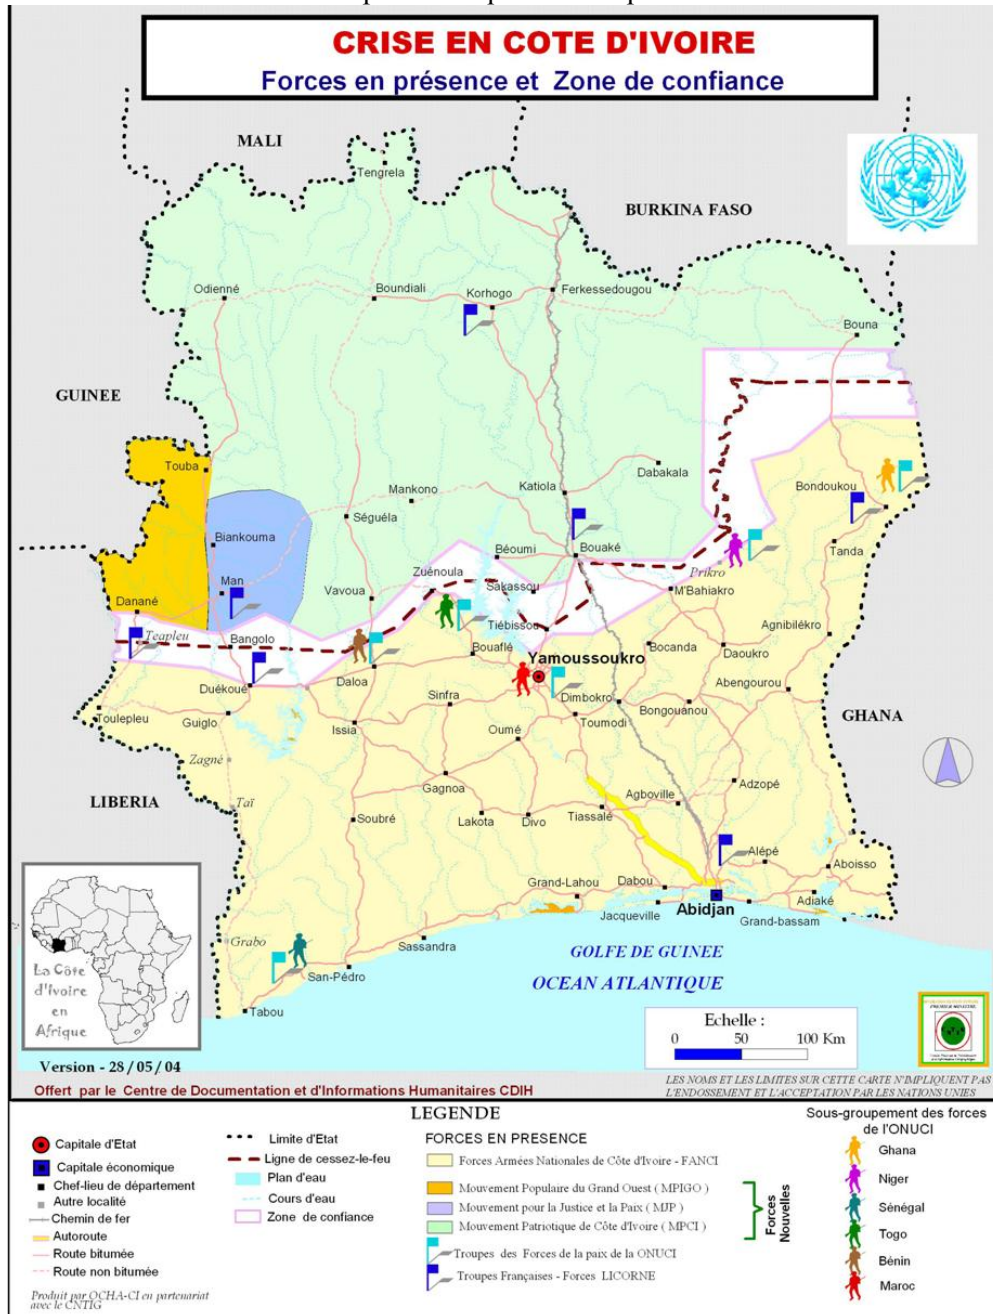 CRISE EN COTE D'IVOIRE
Forces en présence et Zone de confiance
MALI
BURKINA FASO
GUINEE
GHANA
LIBERIA
Tengrela
Odienné
Boundiali
Korhogo
Ferkessedougou
Bouna
Touba
Dabakala
Mankono
Katiola
Bondoukou
Séguéla
Biankouma
Béoumi
Bouaké
Tanda
Prikro
Man
Zuénoula
Vavoua
Sakassou
M'Bahiakro
Danané
Teapleu
Tiébissou
Agnibilékro
Bangolo
Bouaflé
Yamoussoukro
Bocanda
Daoukro
Daloa
Duékoué
Sinfra
Dimbokro
Abengourou
Bongouanou
Toulepleu
Guiglo
Issia
Toumodi
Oumé
Zagné
Gagnoa
Agboville
Adzopé
Taï
Soubré
Lakota
Divo
Tiassalé
Alépé
Aboisso
Grand-Lahou
Dabou
Jacqueville
Abidjan
Adiaké
Grand-bassam
Grabo
Sassandra
San-Pédro
Tabou
GOLFE DE GUINEE
OCEAN ATLANTIQUE
La Côte
d'Ivoire
en
Afrique
Echelle :
0 50 100 Km
Version - 28/05/04
Offert par le Centre de Documentation et d'Informations Humanitaires CDIH
LES NOMS ET LES LIMITES SUR CETTE CARTE N'IMPLIQUENT PAS
L'ENDOSSEMENT ET L'ACCEPTATION PAR LES NATIONS UNIES
LEGENDE
Capitale d'Etat
Capitale économique
Chef-lieu de département
Autre localité
Chemin de fer
Autoroute
Route bitumée
Route non bitumée
Produit par OCHA-CI en partenariat
avec le CNTIG
Limite d'Etat
Ligne de cessez-le-feu
Plan d'eau
Cours d'eau
Zone de confiance
FORCES EN PRESENCE
Forces Armées Nationales de Côte d'Ivoire - FANCI
Mouvement Populaire du Grand Ouest ( MPIGO )
Mouvement pour la Justice et la Paix ( MJP )
Mouvement Patriotique de Côte d'Ivoire ( MPCI )
Forces
Nouvelles
Troupes des Forces de la paix de la ONUCI
Troupes Françaises - Forces LICORNE
Sous-groupement des forces
de l'ONUCI
Ghana
Niger
Sénégal
Togo
Bénin
Maroc